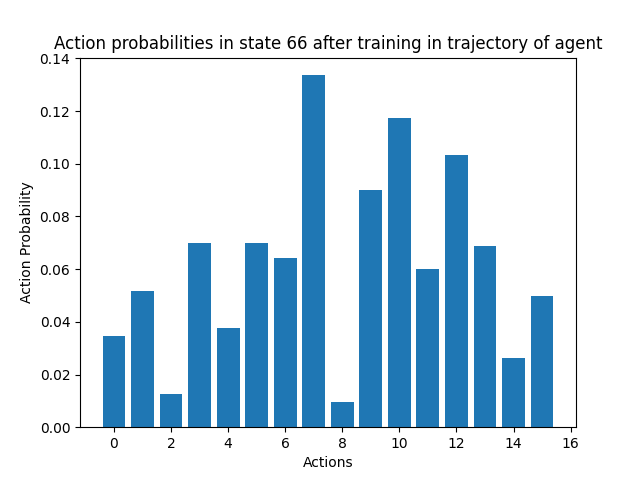 Action probabilities in state 66 after training in trajectory of agent
0.14
0.12
0.10
0.08
0.06
0.04
0.02
0.00
Action Probability
0 2 4 6 8 10 12 14 16
Actions